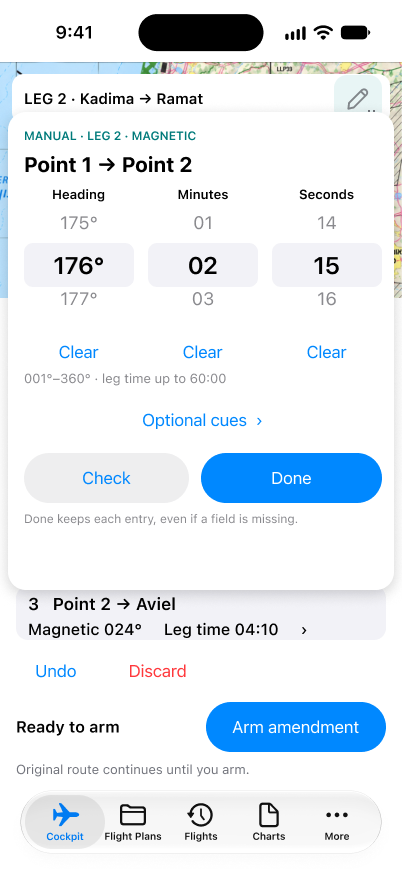 9:41
LLP33
LEG 2 · Kadima → Ramat
MANUAL · LEG 2 · MAGNETIC
Point 1 → Point 2
Heading Minutes Seconds
175° 01 14
176° 02 15
177° 03 16
Clear Clear Clear
001°–360° · leg time up to 60:00
Optional cues ›
Check Done
Done keeps each entry, even if a field is missing.
3 Point 2 → Aviel
Magnetic 024° Leg time 04:10 ›
Undo Discard
Ready to arm Arm amendment
Original route continues until you arm.
Cockpit Flight Plans Flights Charts More